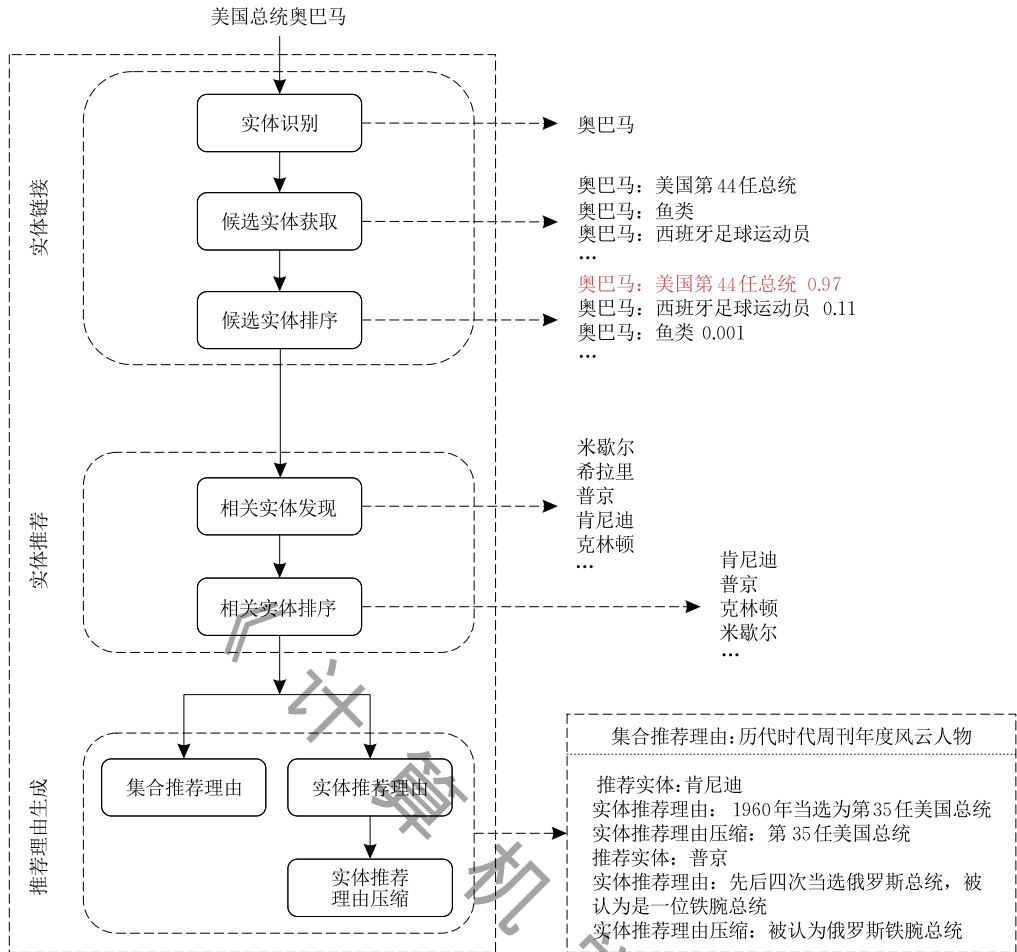 美国总统奥巴马
实体链接
实体识别
奥巴马
候选实体获取
奥巴马：美国第44任总统
奥巴马：鱼类
奥巴马：西班牙足球运动员
…
候选实体排序
奥巴马：美国第44任总统 0.97
奥巴马：西班牙足球运动员 0.11
奥巴马：鱼类 0.001
…
实体推荐
相关实体发现
米歇尔
希拉里
普京
肯尼迪
克林顿
…
相关实体排序
肯尼迪
普京
克林顿
米歇尔
…
推荐理由生成
集合推荐理由
实体推荐理由
实体推荐
理由压缩
集合推荐理由：历代时代周刊年度风云人物
推荐实体：肯尼迪
实体推荐理由：1960年当选为第35任美国总统
实体推荐理由压缩：第35任美国总统
推荐实体：普京
实体推荐理由：先后四次当选俄罗斯总统，被
认为是一位铁腕总统
实体推荐理由压缩：被认为俄罗斯铁腕总统
《计算机